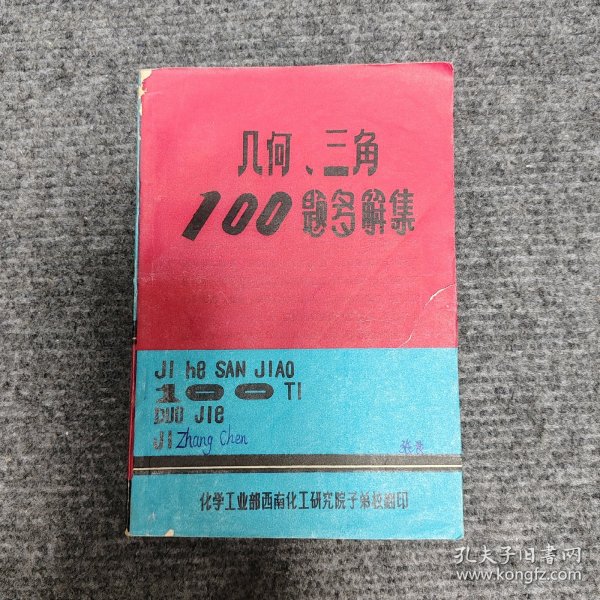 几何、三角
100题多解集
JI he SAN JIAO
100 TI
DUO JIe
JI Zhang Chen
化学工业部西南化工研究院子弟校翻印
孔夫子旧书网
www.kongfz.com